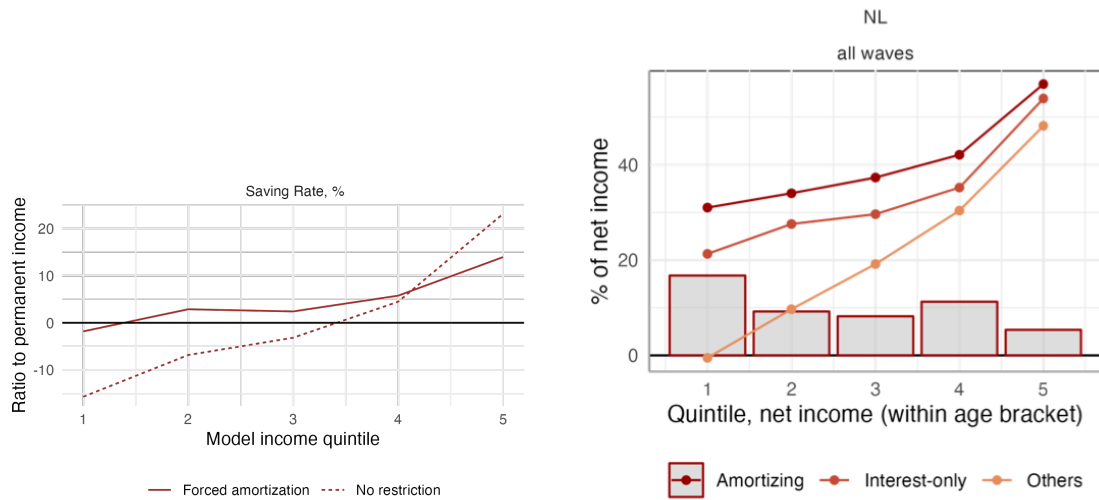 Saving Rate, %
Ratio to permanent income
20
10
0
-10
1 2 3 4 5
Model income quintile
Forced amortization No restriction
NL
all waves
% of net income
40
20
0
1 2 3 4 5
Quintile, net income (within age bracket)
Amortizing Interest-only Others